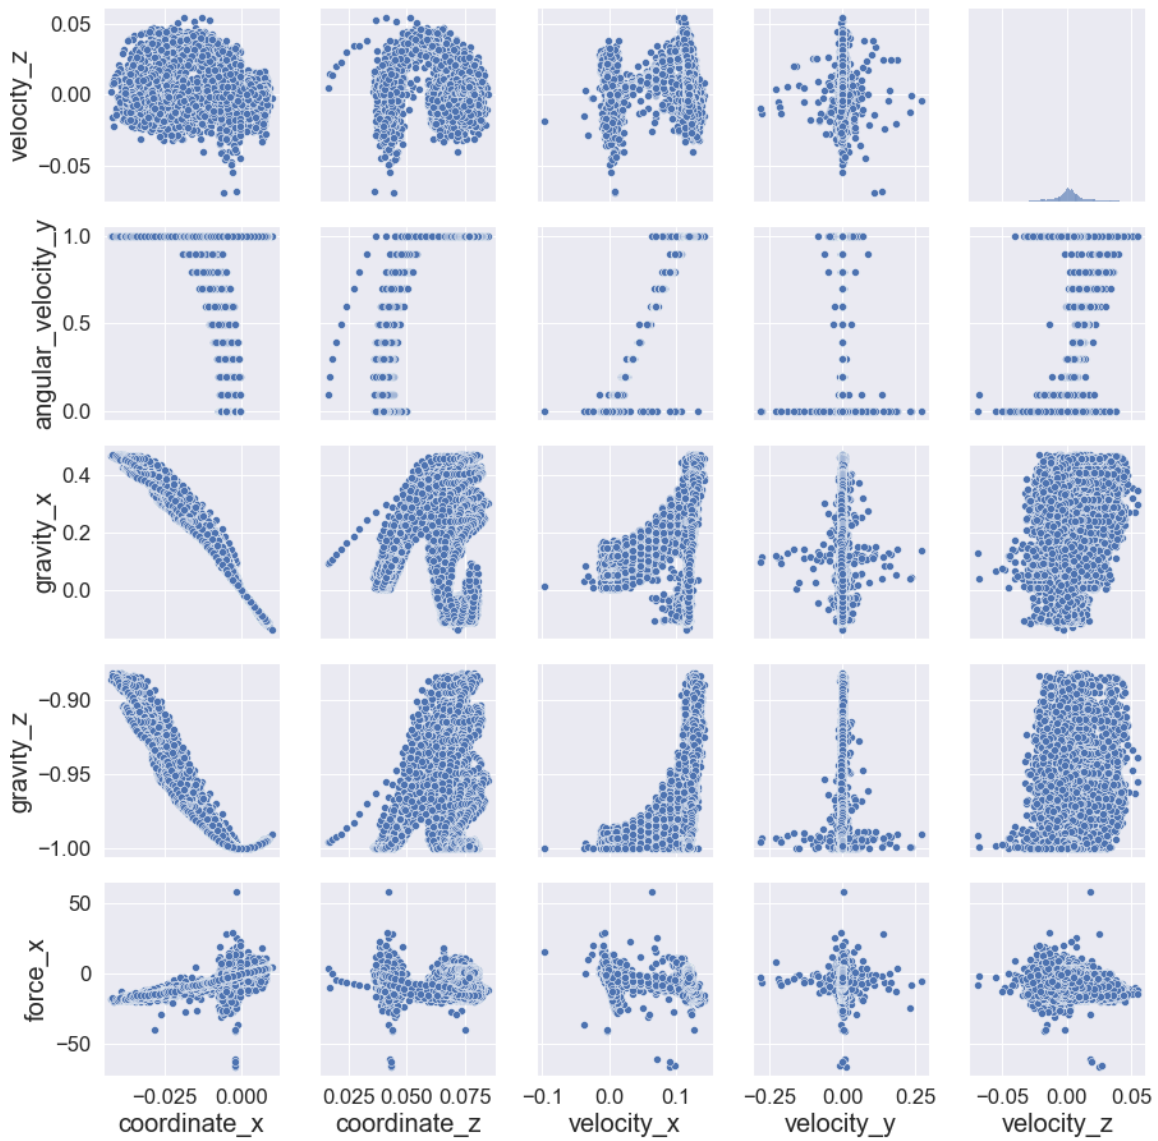 velocity_z
0.05
0.00
−0.05
angular_velocity_y
1.0
0.5
0.0
gravity_x
0.4
0.2
0.0
gravity_z
−0.90
−0.95
−1.00
force_x
50
0
−50
−0.025 0.000
0.025 0.050 0.075
−0.1 0.0 0.1
−0.25 0.00 0.25
−0.05 0.00 0.05
coordinate_x coordinate_z velocity_x velocity_y velocity_z